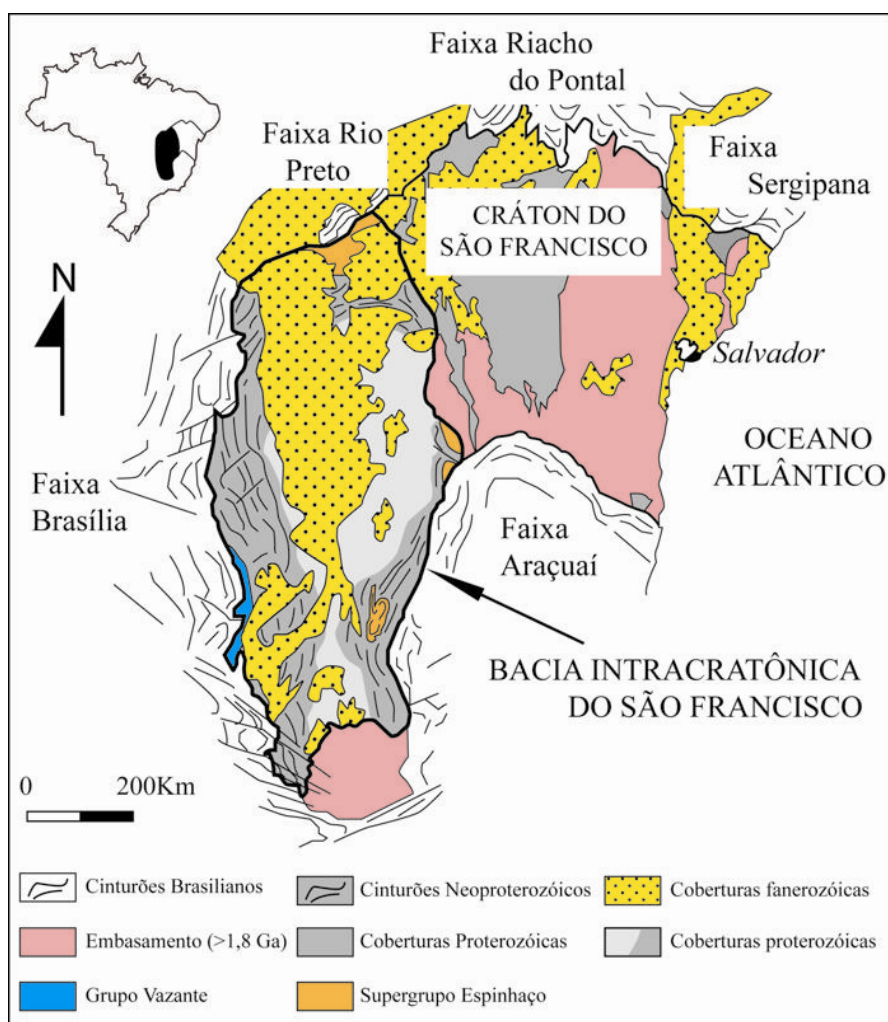 Faixa Riacho
do Pontal
Faixa Rio
Preto
Faixa
Sergipana
CRÁTON DO
SÃO FRANCISCO
N
Salvador
OCEANO
ATLÂNTICO
Faixa
Brasília
Faixa
Araçuaí
BACIA INTRACRATÔNICA
DO SÃO FRANCISCO
0 200Km
Cinturões Brasilianos
Cinturões Neoproterozóicos
Coberturas fanerozóicas
Embasamento (>1,8 Ga)
Coberturas Proterozóicas
Coberturas proterozóicas
Grupo Vazante
Supergrupo Espinhaço